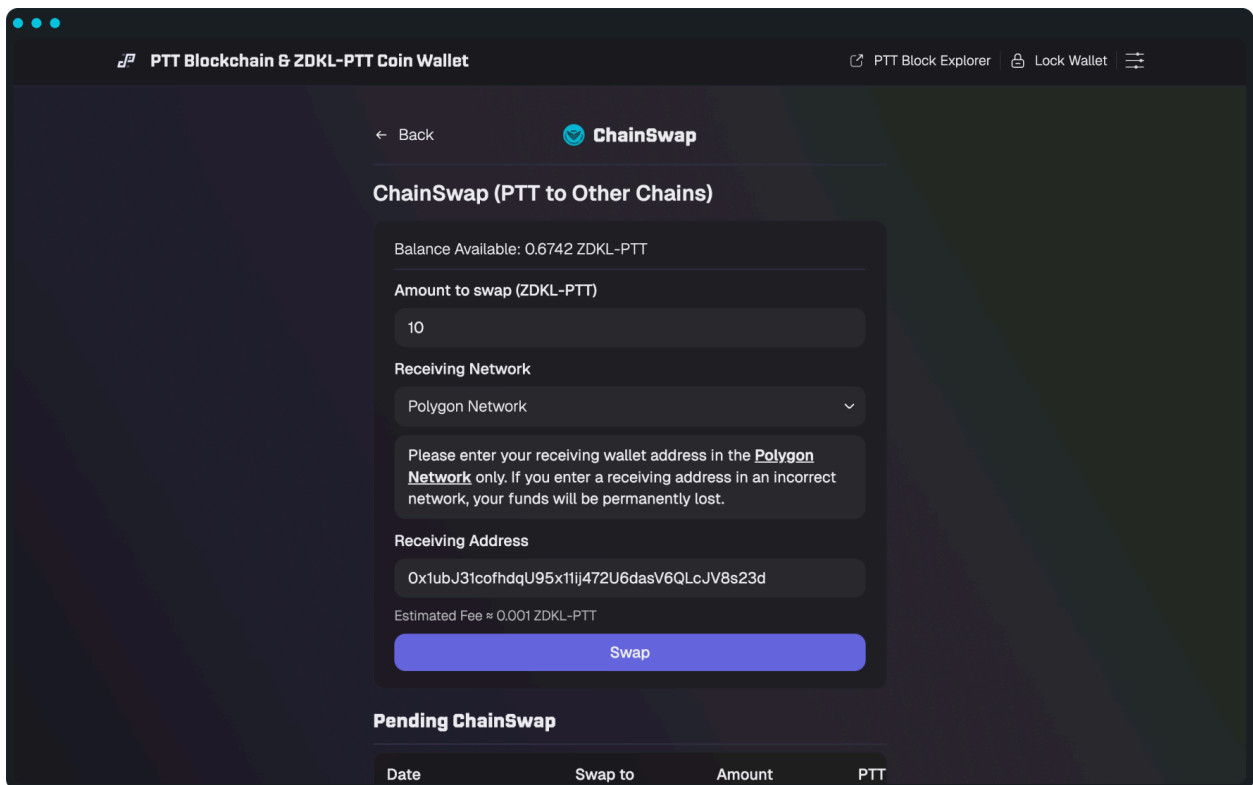 PTT Blockchain & ZDKL-PTT Coin Wallet
PTT Block Explorer
Lock Wallet
← Back
ChainSwap
ChainSwap (PTT to Other Chains)
Balance Available: 0.6742 ZDKL-PTT
Amount to swap (ZDKL-PTT)
10
Receiving Network
Polygon Network
Please enter your receiving wallet address in the Polygon
Network only. If you enter a receiving address in an incorrect
network, your funds will be permanently lost.
Receiving Address
0x1ubJ31cofhdqU95x11ij472U6dasV6QLcJV8s23d
Estimated Fee ≈ 0.001 ZDKL-PTT
Swap
Pending ChainSwap
Date Swap to Amount PTT